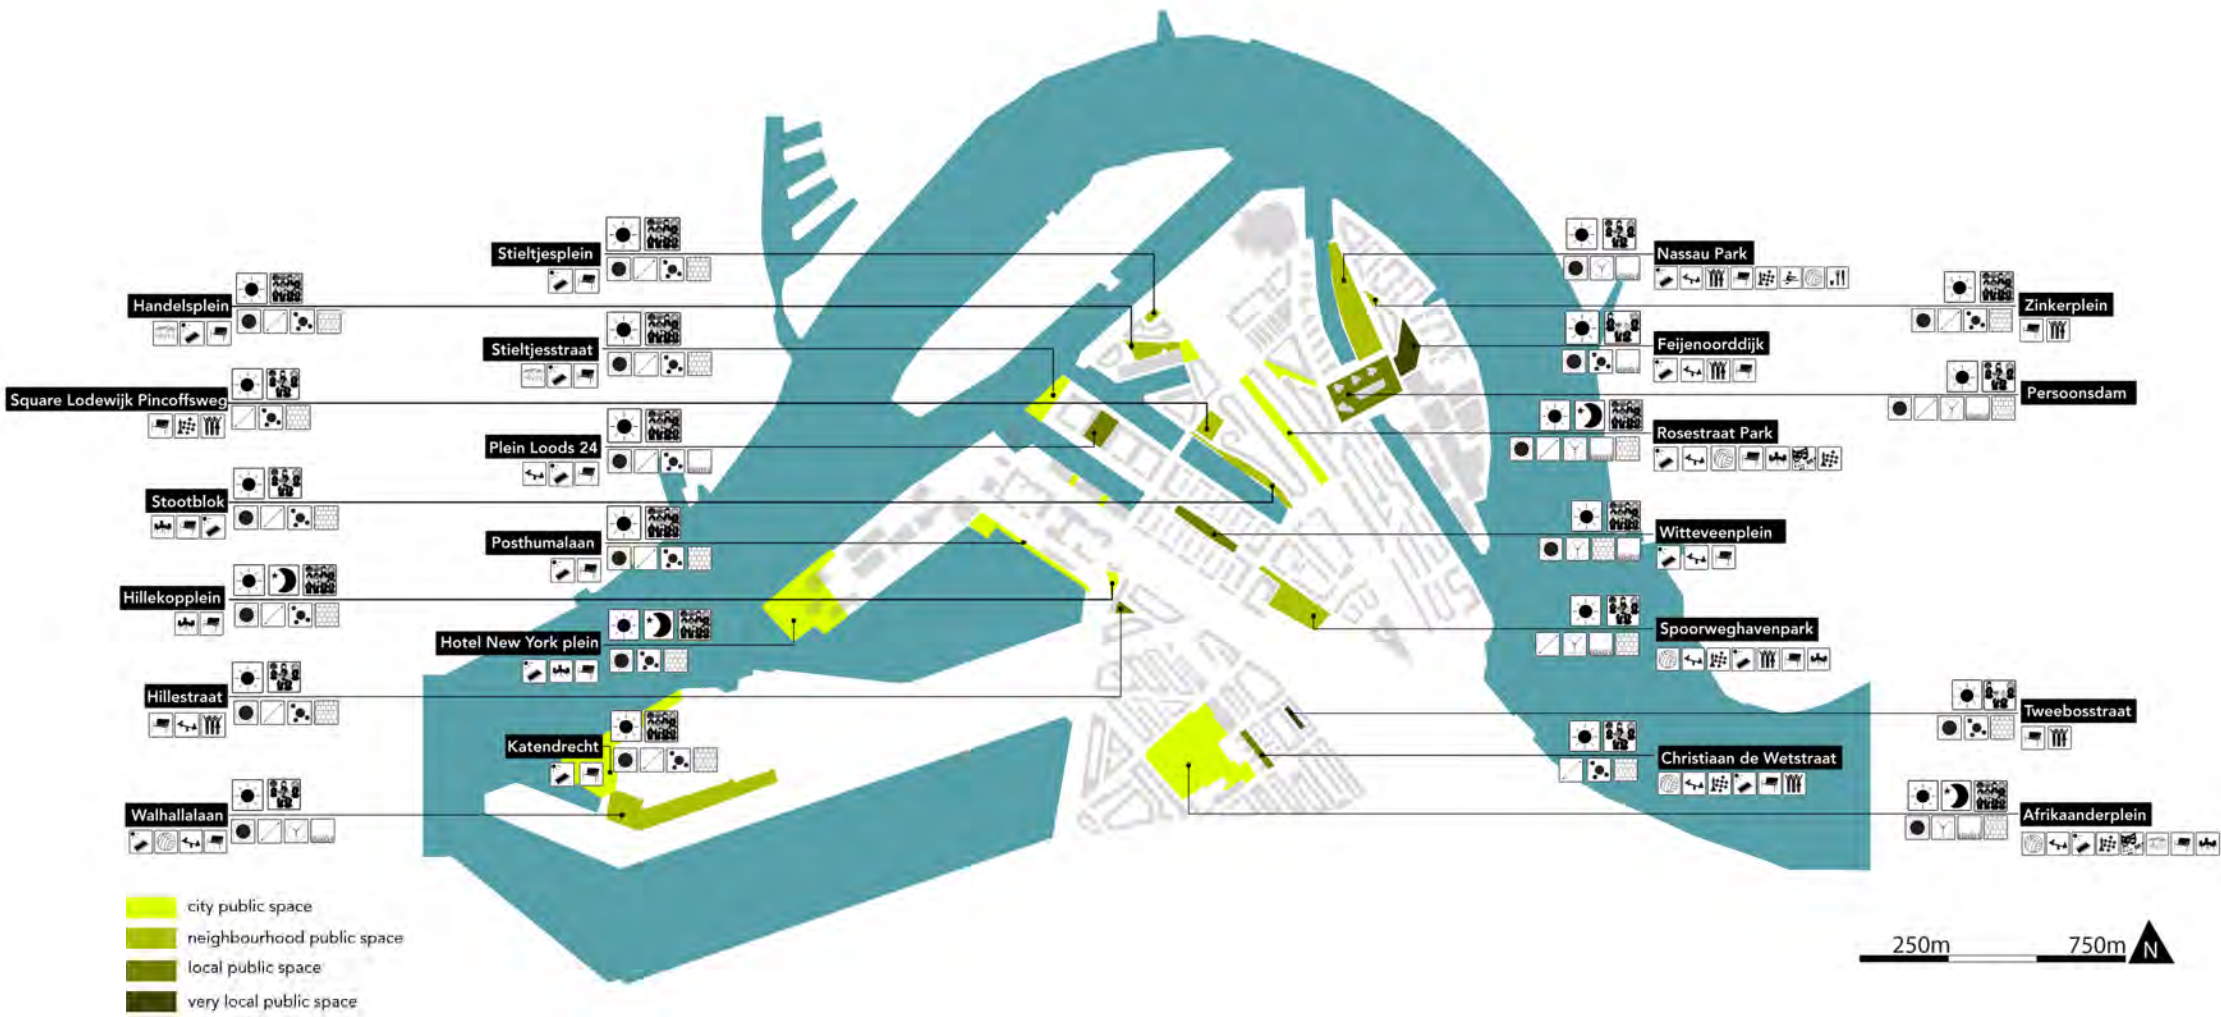 Stieltjesplein
Nassau Park
Handelsplein
Zinkerplein
Stieltjesstraat
Feijenoorddijk
Square Lodewijk Pincoffsweg
Persoonsdam
Plein Loods 24
Rosestraat Park
Stootblok
Posthumalaan
Witteveenplein
Hillekopplein
Hotel New York plein
Spoorweghavenpark
Hillestraat
Tweebosstraat
Katendrecht
Christiaan de Wetstraat
Walhallalaan
Afrikaanderplein
city public space
neighbourhood public space
local public space
very local public space
250m 750m N